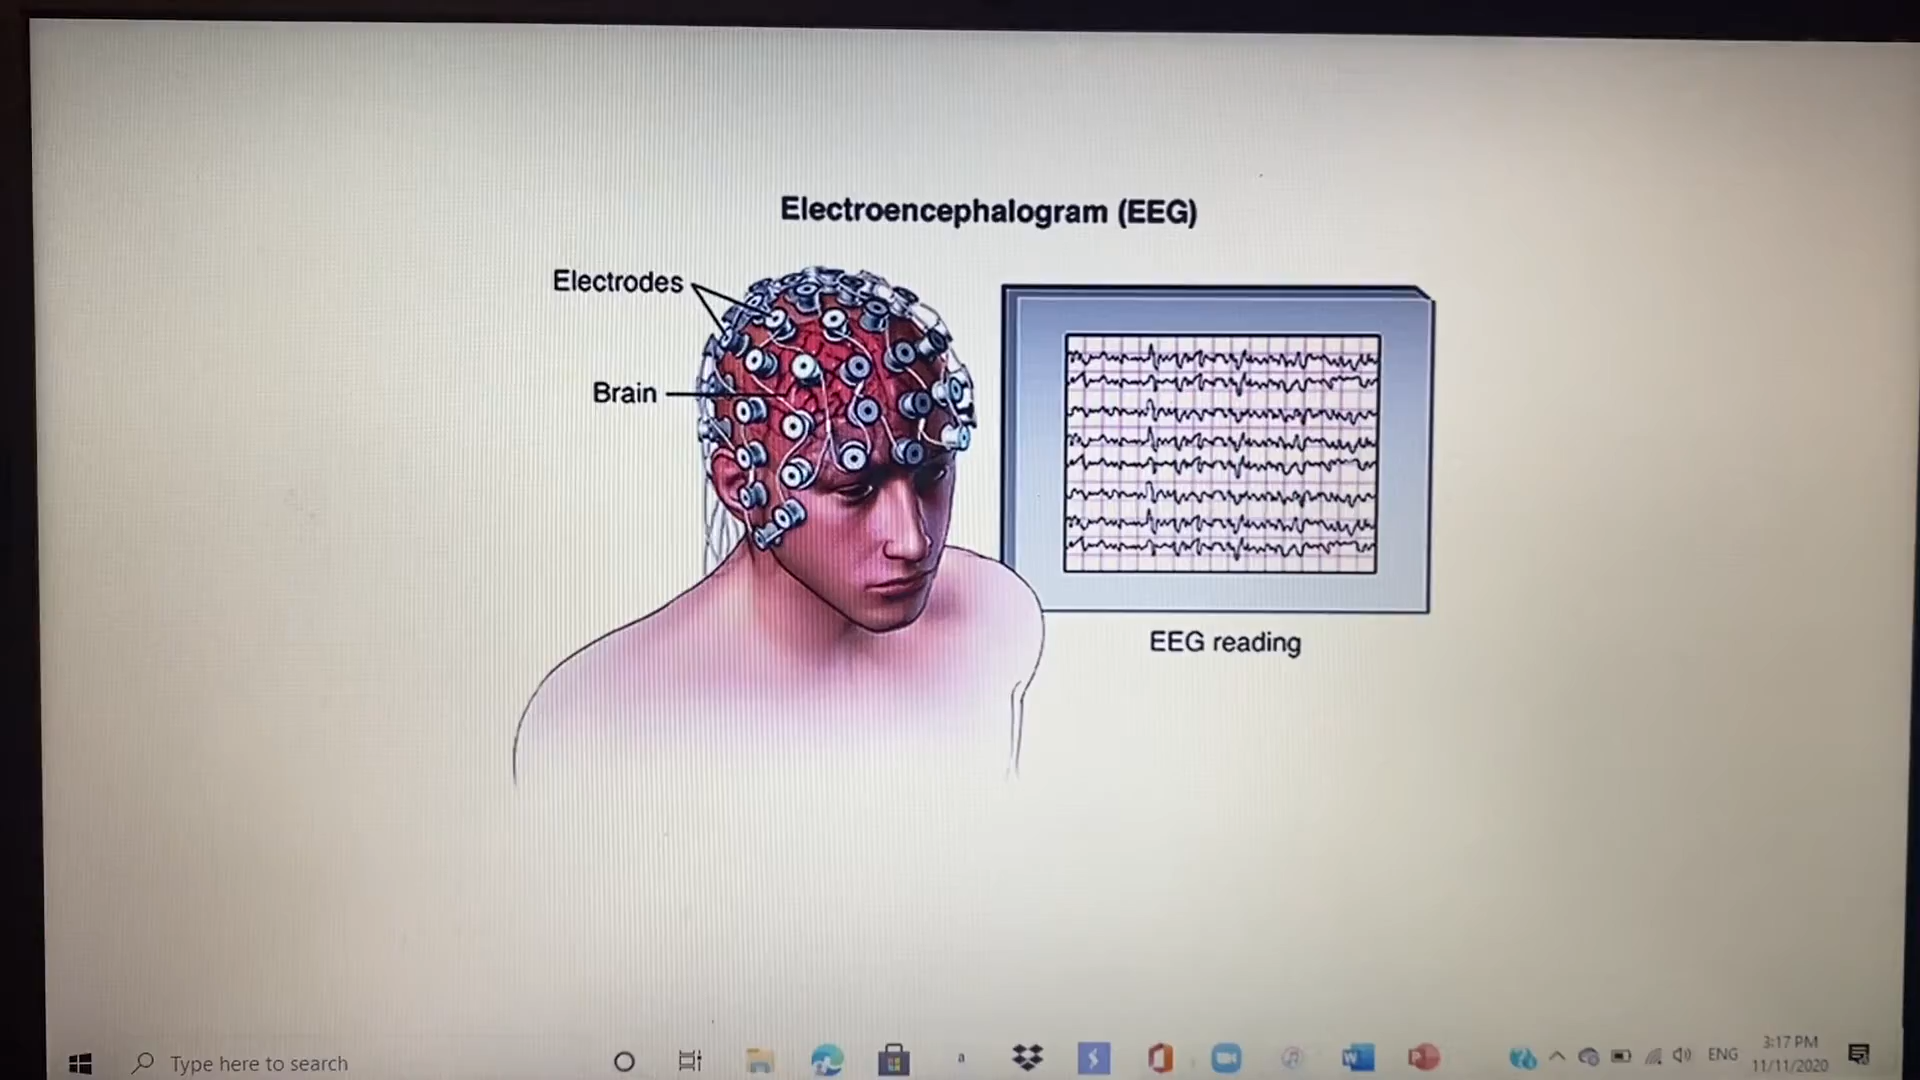 Electroencephalogram (EEG)
Electrodes
Brain
EEG reading
Type here to search
a
ENG
3:17 PM
11/11/2020